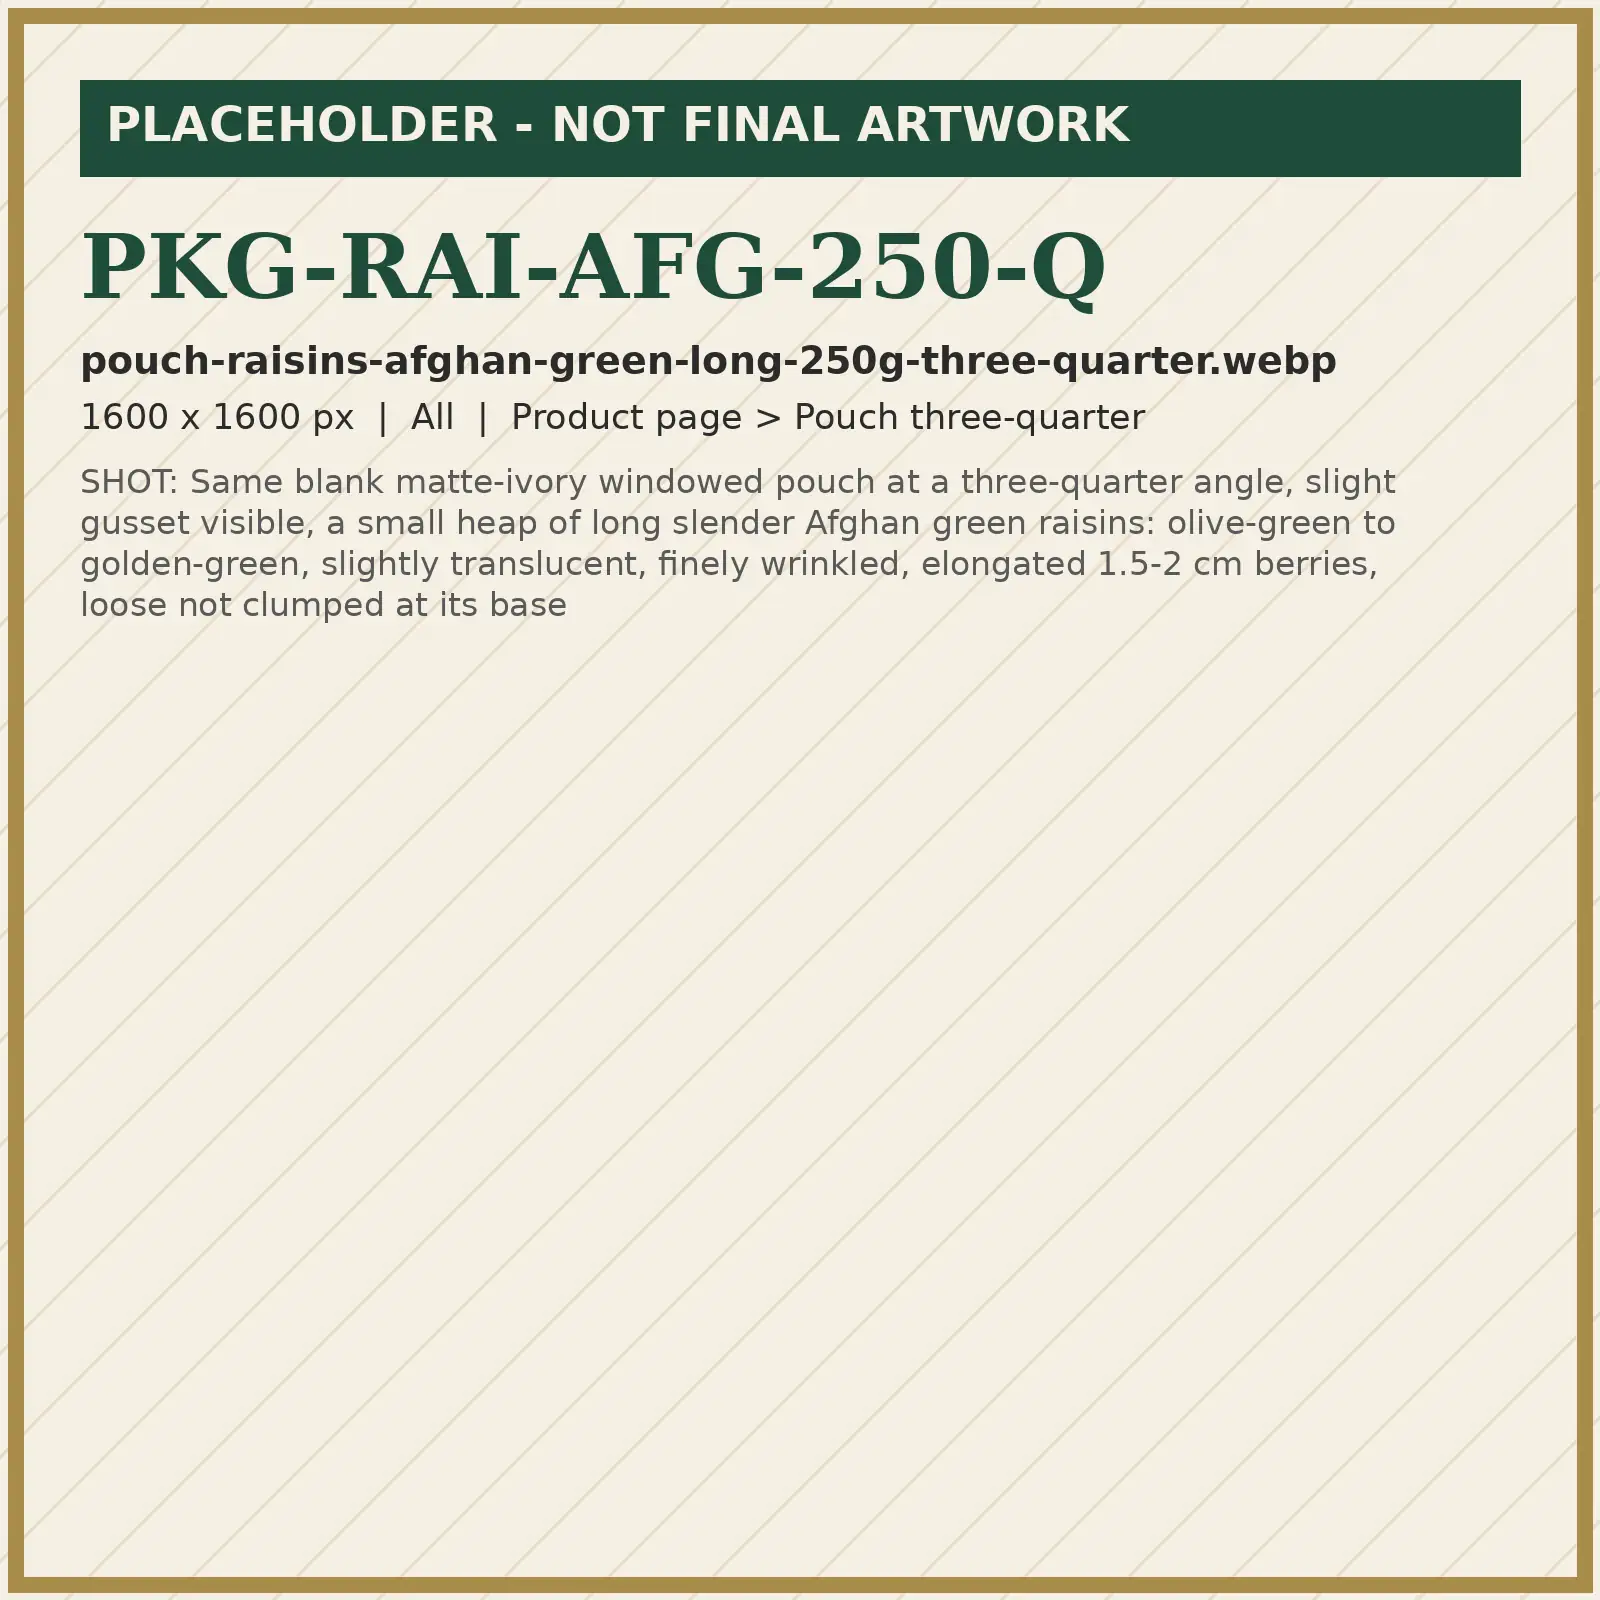 PLACEHOLDER - NOT FINAL ARTWORK
PKG-RAI-AFG-250-Q
pouch-raisins-afghan-green-long-250g-three-quarter.webp
1600 x 1600 px | All | Product page > Pouch three-quarter
SHOT: Same blank matte-ivory windowed pouch at a three-quarter angle, slight
gusset visible, a small heap of long slender Afghan green raisins: olive-green to
golden-green, slightly translucent, finely wrinkled, elongated 1.5-2 cm berries,
loose not clumped at its base